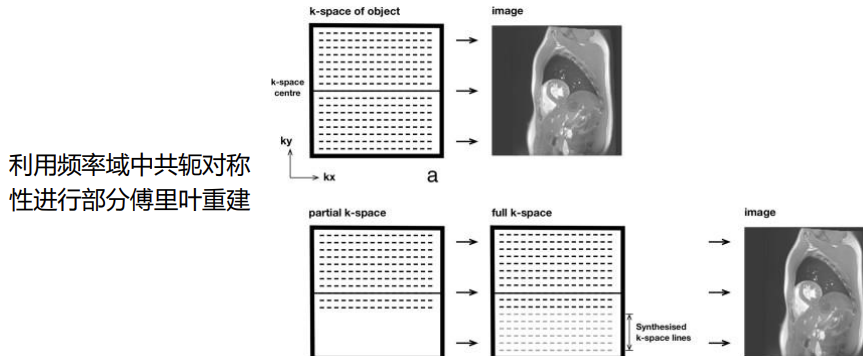 k-space of object
image
k-space
centre
ky
kx
a
利用频率域中共轭对称
性进行部分傅里叶重建
partial k-space
full k-space
image
Synthesised
k-space lines